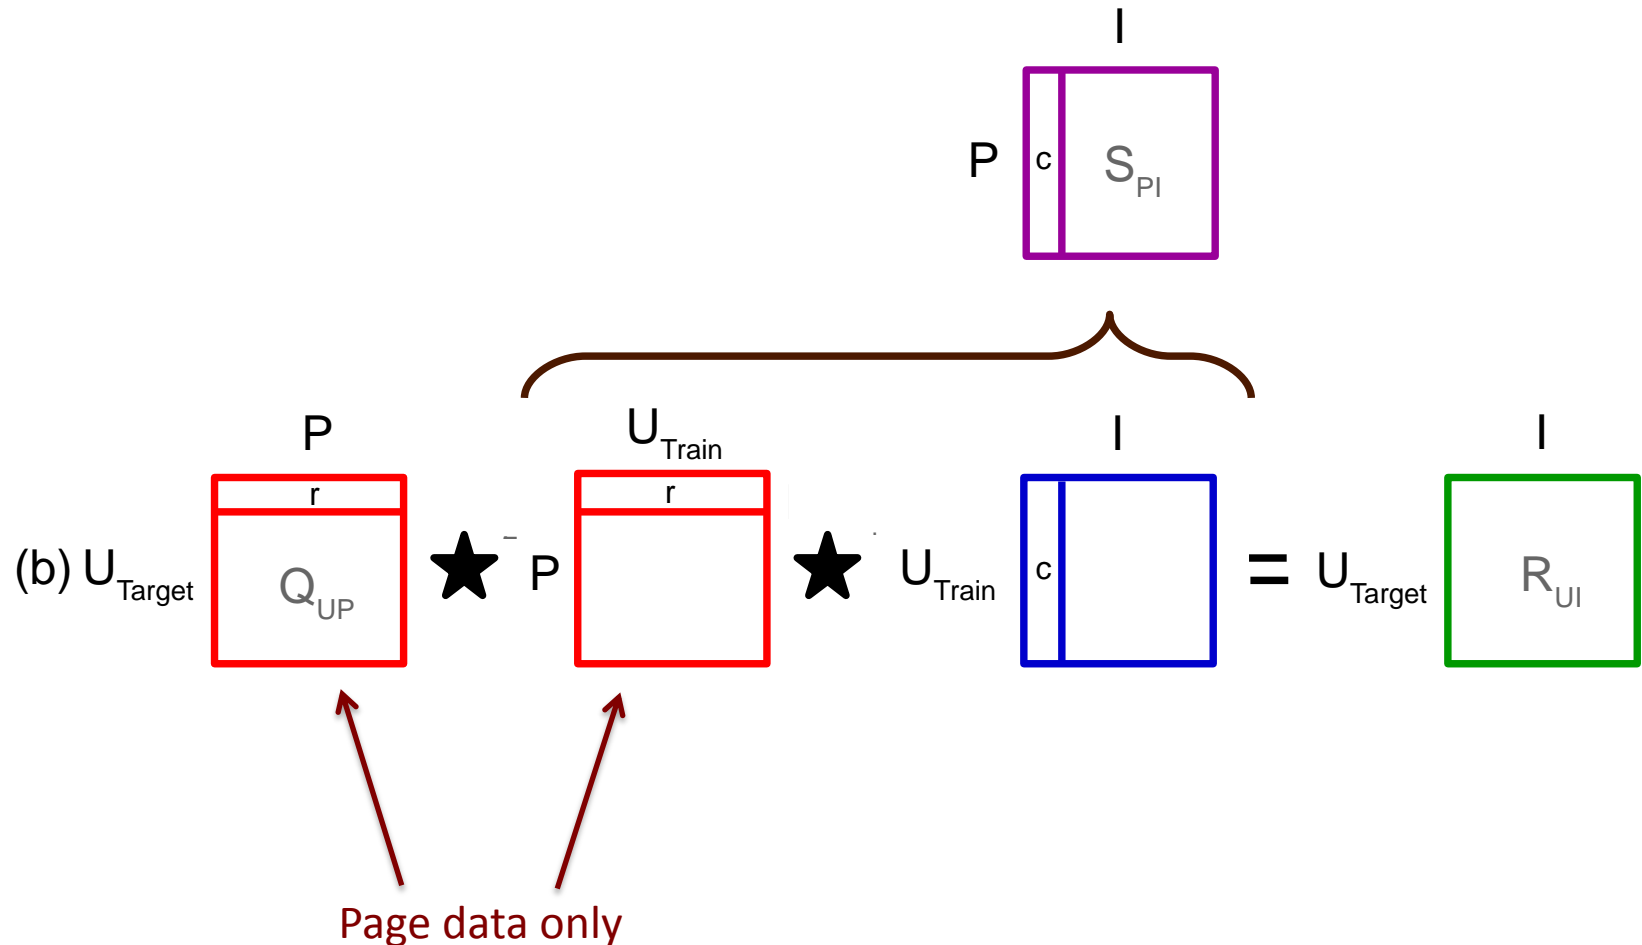 I
P
c
S_PI
P
U_Train
I
I
r
r
(b) U_Target
Q_UP
P
U_Train
c
=
U_Target
R_UI
Page data only